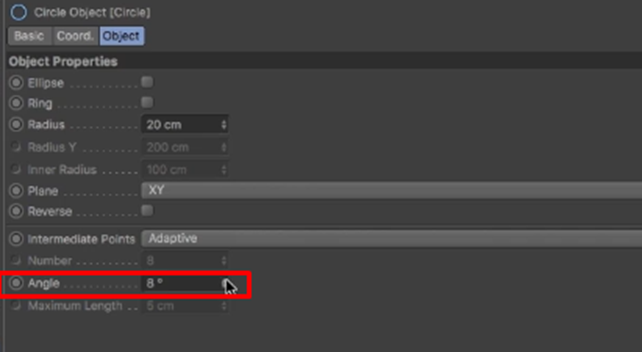 Circle Object [Circle]
Basic Coord. Object
Object Properties
Ellipse
Ring
Radius 20 cm
Radius Y 200 cm
Inner Radius 100 cm
Plane XY
Reverse
Intermediate Points Adaptive
Number 8
Angle 8 °
Maximum Length 5 cm